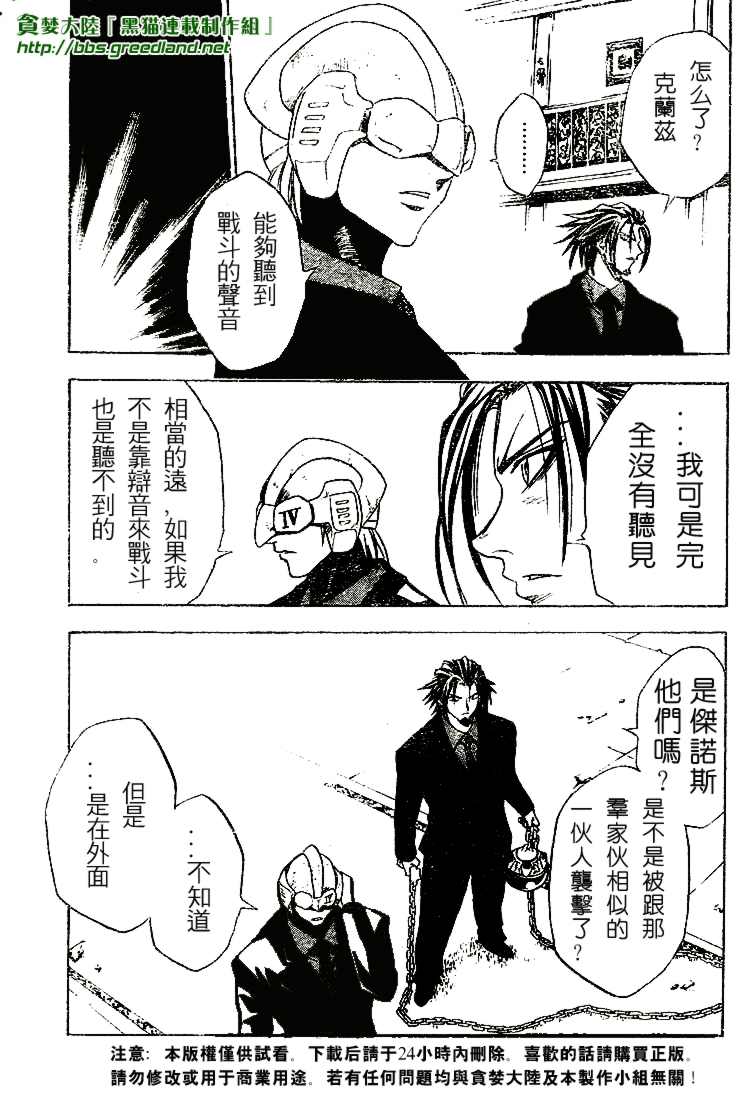 貪婪大陸『黑猫連載制作組』
http://bbs.greedland.net
怎么了？
克蘭兹
………
能夠聽到
戰斗的聲音
…我可是完
全沒有聽見
相當的遠，如果我
不是靠辯音來戰斗
也是聽不到的。
IV
是傑諾斯
他們嗎？
是不是被跟那
羣家伙相似的
一伙人襲擊了？
…不知道
但是
…是在外面
注意：本版權僅供試看。下載后請于24小時內刪除。喜歡的話請購買正版。
請勿修改或用于商業用途。若有任何問題均與貪婪大陸及本製作小組無關！